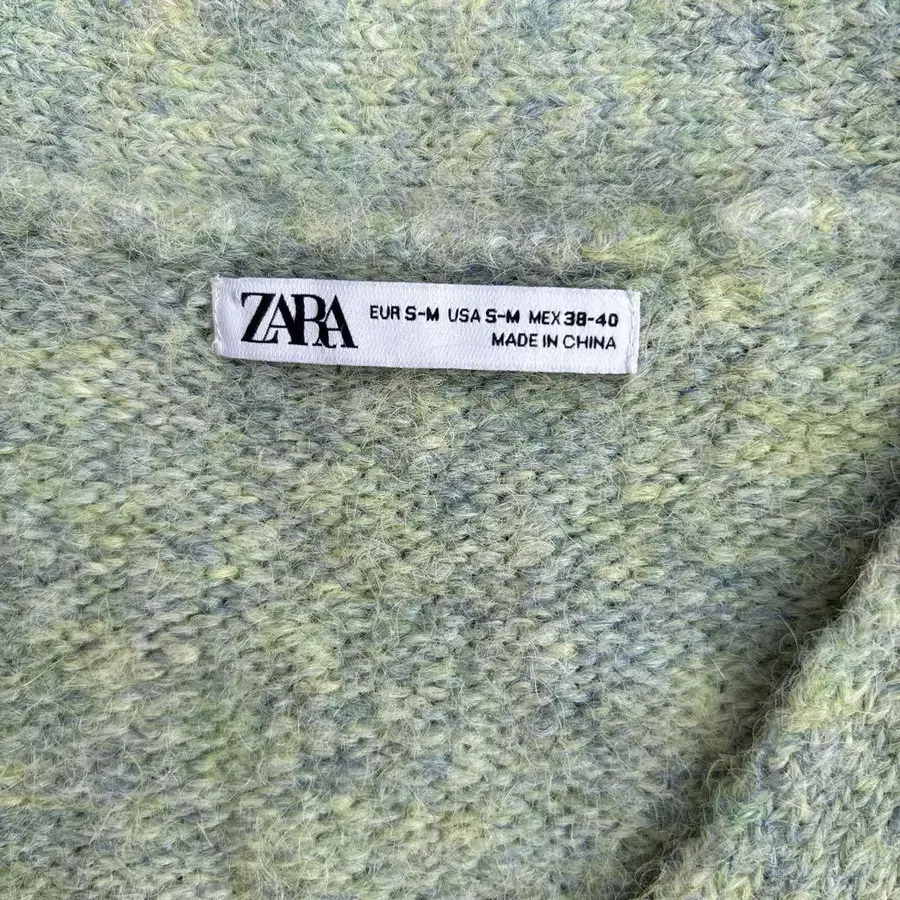 ZARA EUR S-M USA S-M MEX 38-40
MADE IN CHINA